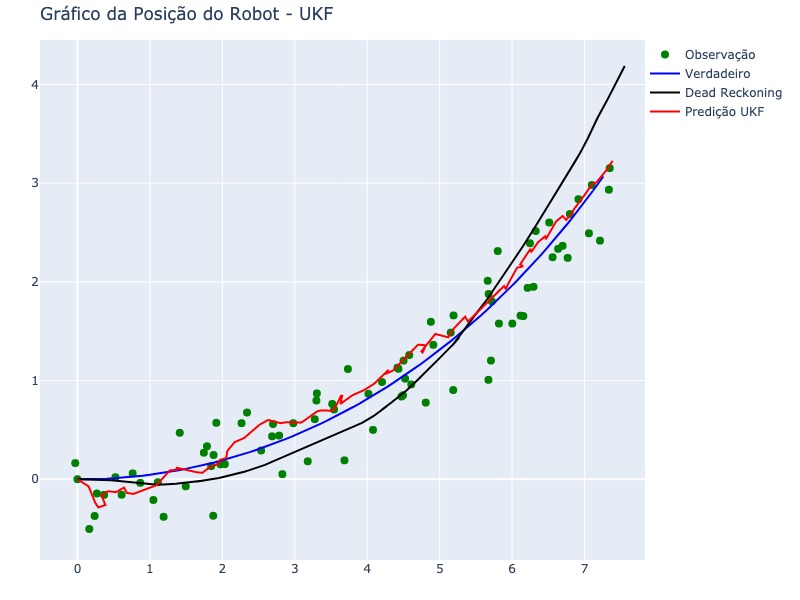 Gráfico da Posição do Robot - UKF
Observação
Verdadeiro
Dead Reckoning
Predição UKF
4
3
2
1
0
0 1 2 3 4 5 6 7